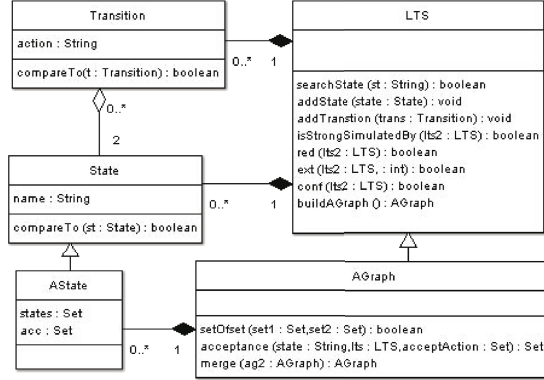 Transition
action : String
compareTo(t : Transition) : boolean
0..*
1
LTS
searchState (st : String) : boolean
addState (state : State) : void
addTranstion (trans : Transition) : void
isStrongSimulatedBy (lts2 : LTS) : boolean
red (lts2 : LTS) : boolean
ext (lts2 : LTS, : int) : boolean
conf (lts2 : LTS) : boolean
buildAGraph () : AGraph
0..*
2
State
name : String
compareTo (st : State) : boolean
0..*
1
AState
states : Set
acc : Set
0..*
1
AGraph
setOfset (set1 : Set,set2 : Set) : boolean
acceptance (state : String,lts : LTS,acceptAction : Set) : Set
merge (ag2 : AGraph) : AGraph